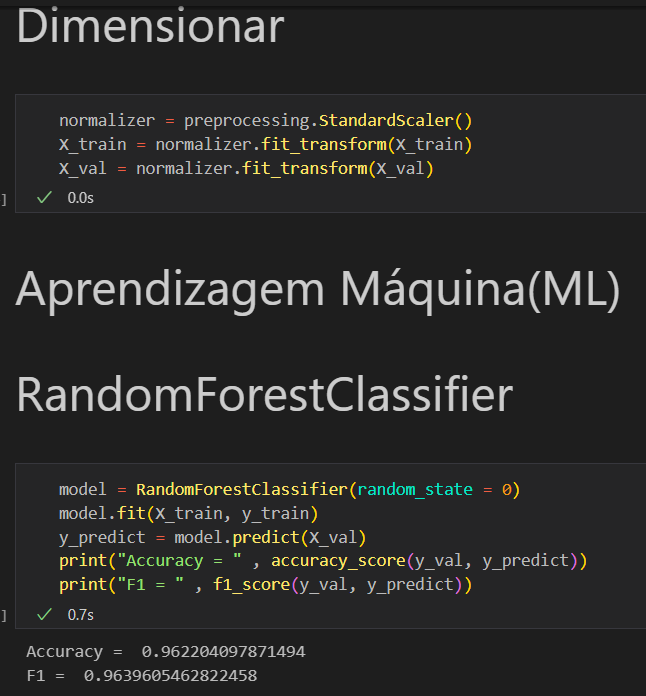 Dimensionar
normalizer = preprocessing.StandardScaler()
X_train = normalizer.fit_transform(X_train)
X_val = normalizer.fit_transform(X_val)
] ✓ 0.0s
Aprendizagem Máquina(ML)
RandomForestClassifier
model = RandomForestClassifier(random_state = 0)
model.fit(X_train, y_train)
y_predict = model.predict(X_val)
print("Accuracy = " , accuracy_score(y_val, y_predict))
print("F1 = " , f1_score(y_val, y_predict))
] ✓ 0.7s
Accuracy =  0.962204097871494
F1 =  0.9639605462822458